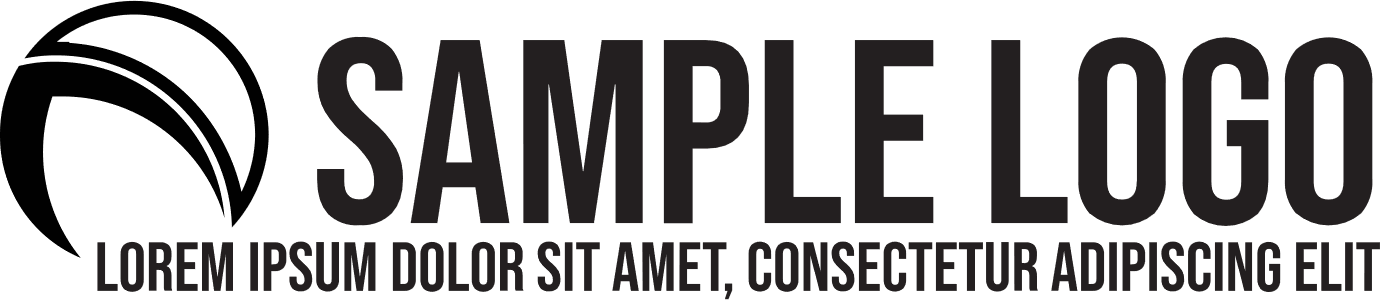 SAMPLE LOGO
LOREM IPSUM DOLOR SIT AMET, CONSECTETUR ADIPISCING ELIT